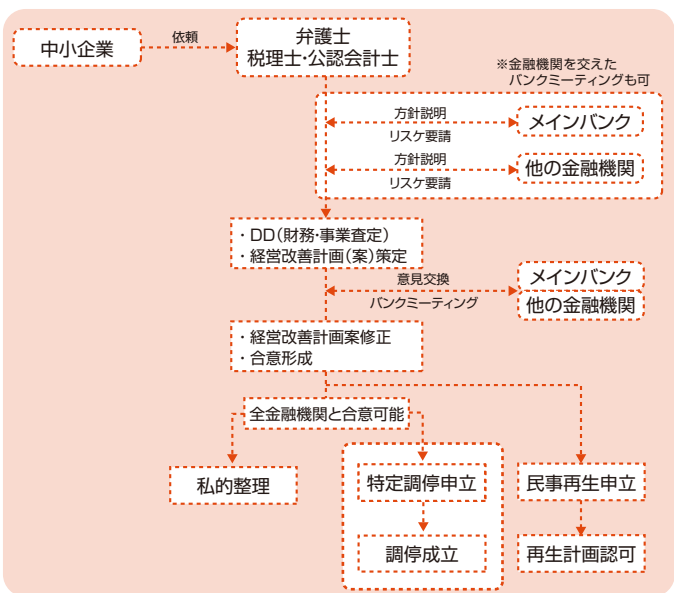 中小企業
依頼
弁護士
税理士・公認会計士
※金融機関を交えた
バンクミーティングも可
方針説明
リスケ要請
メインバンク
方針説明
リスケ要請
他の金融機関
・DD（財務・事業査定）
・経営改善計画（案）策定
意見交換
バンクミーティング
メインバンク
他の金融機関
・経営改善計画案修正
・合意形成
全金融機関と合意可能
私的整理
特定調停申立
民事再生申立
調停成立
再生計画認可